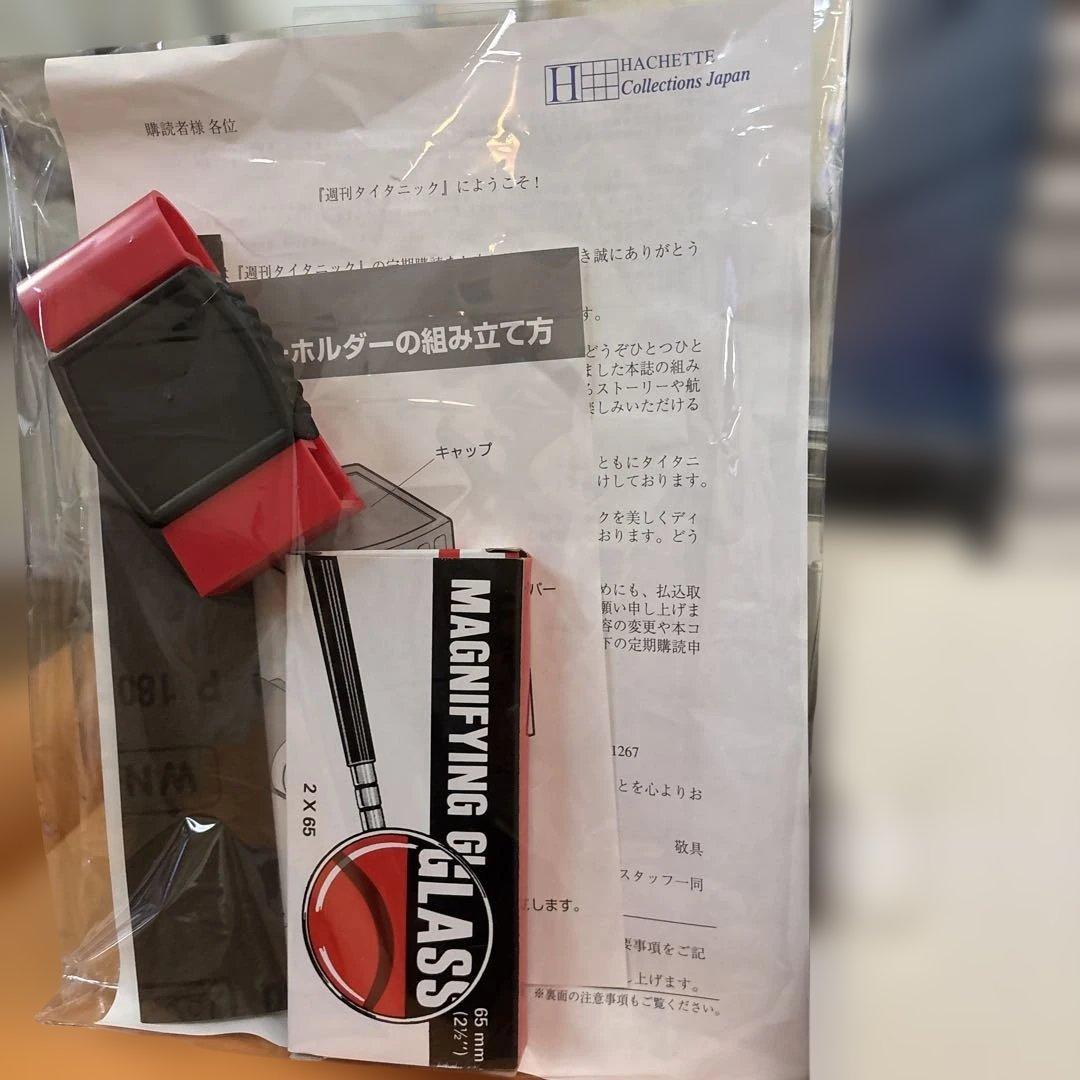 HACHETTE
Collections Japan
購読者様 各位
『週刊タイタニック』にようこそ！
『週刊タイタニック』の定期購読
き誠にありがとう
す。
ーホルダーの組み立て方
どうぞひとつひと
ました本誌の組み
ストーリーや航
楽しみいただける
キャップ
ともにタイタニ
けしております。
クを美しくディ
おります。どう
バー
めにも、払込取
願い申し上げま
容の変更や本コ
下の定期購読申
MAGNIFYING GLASS
2 X 65
65 mm
(2½")
P 180
WN
1267
とを心よりお
敬具
スタッフ一同
します。
要事項をご記
し上げます。
※裏面の注意事項もご覧ください。